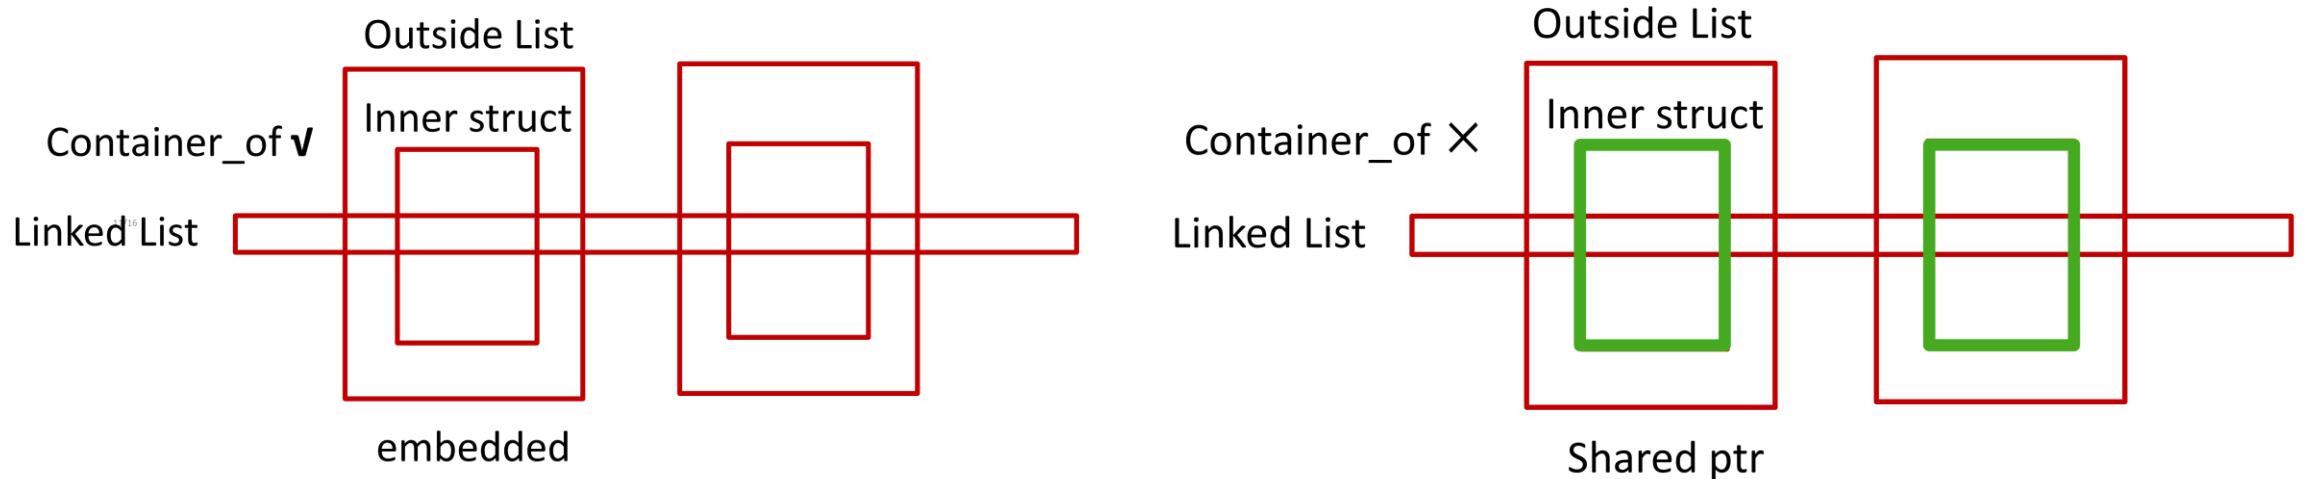 Outside List
Inner struct
Container_of √
Linked List
embedded
Outside List
Inner struct
Container_of ×
Linked List
Shared ptr